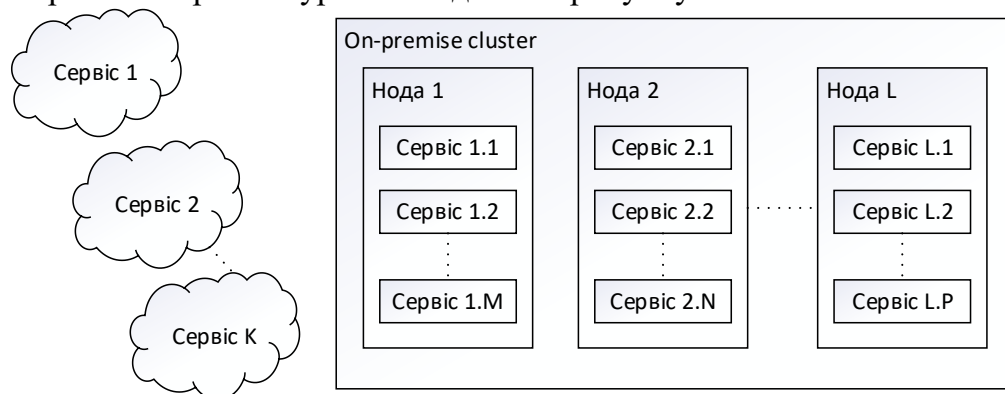 Сервіс 1
Сервіс 2
Сервіс K
On-premise cluster
Нода 1
Сервіс 1.1
Сервіс 1.2
Сервіс 1.M
Нода 2
Сервіс 2.1
Сервіс 2.2
Сервіс 2.N
Нода L
Сервіс L.1
Сервіс L.2
Сервіс L.P